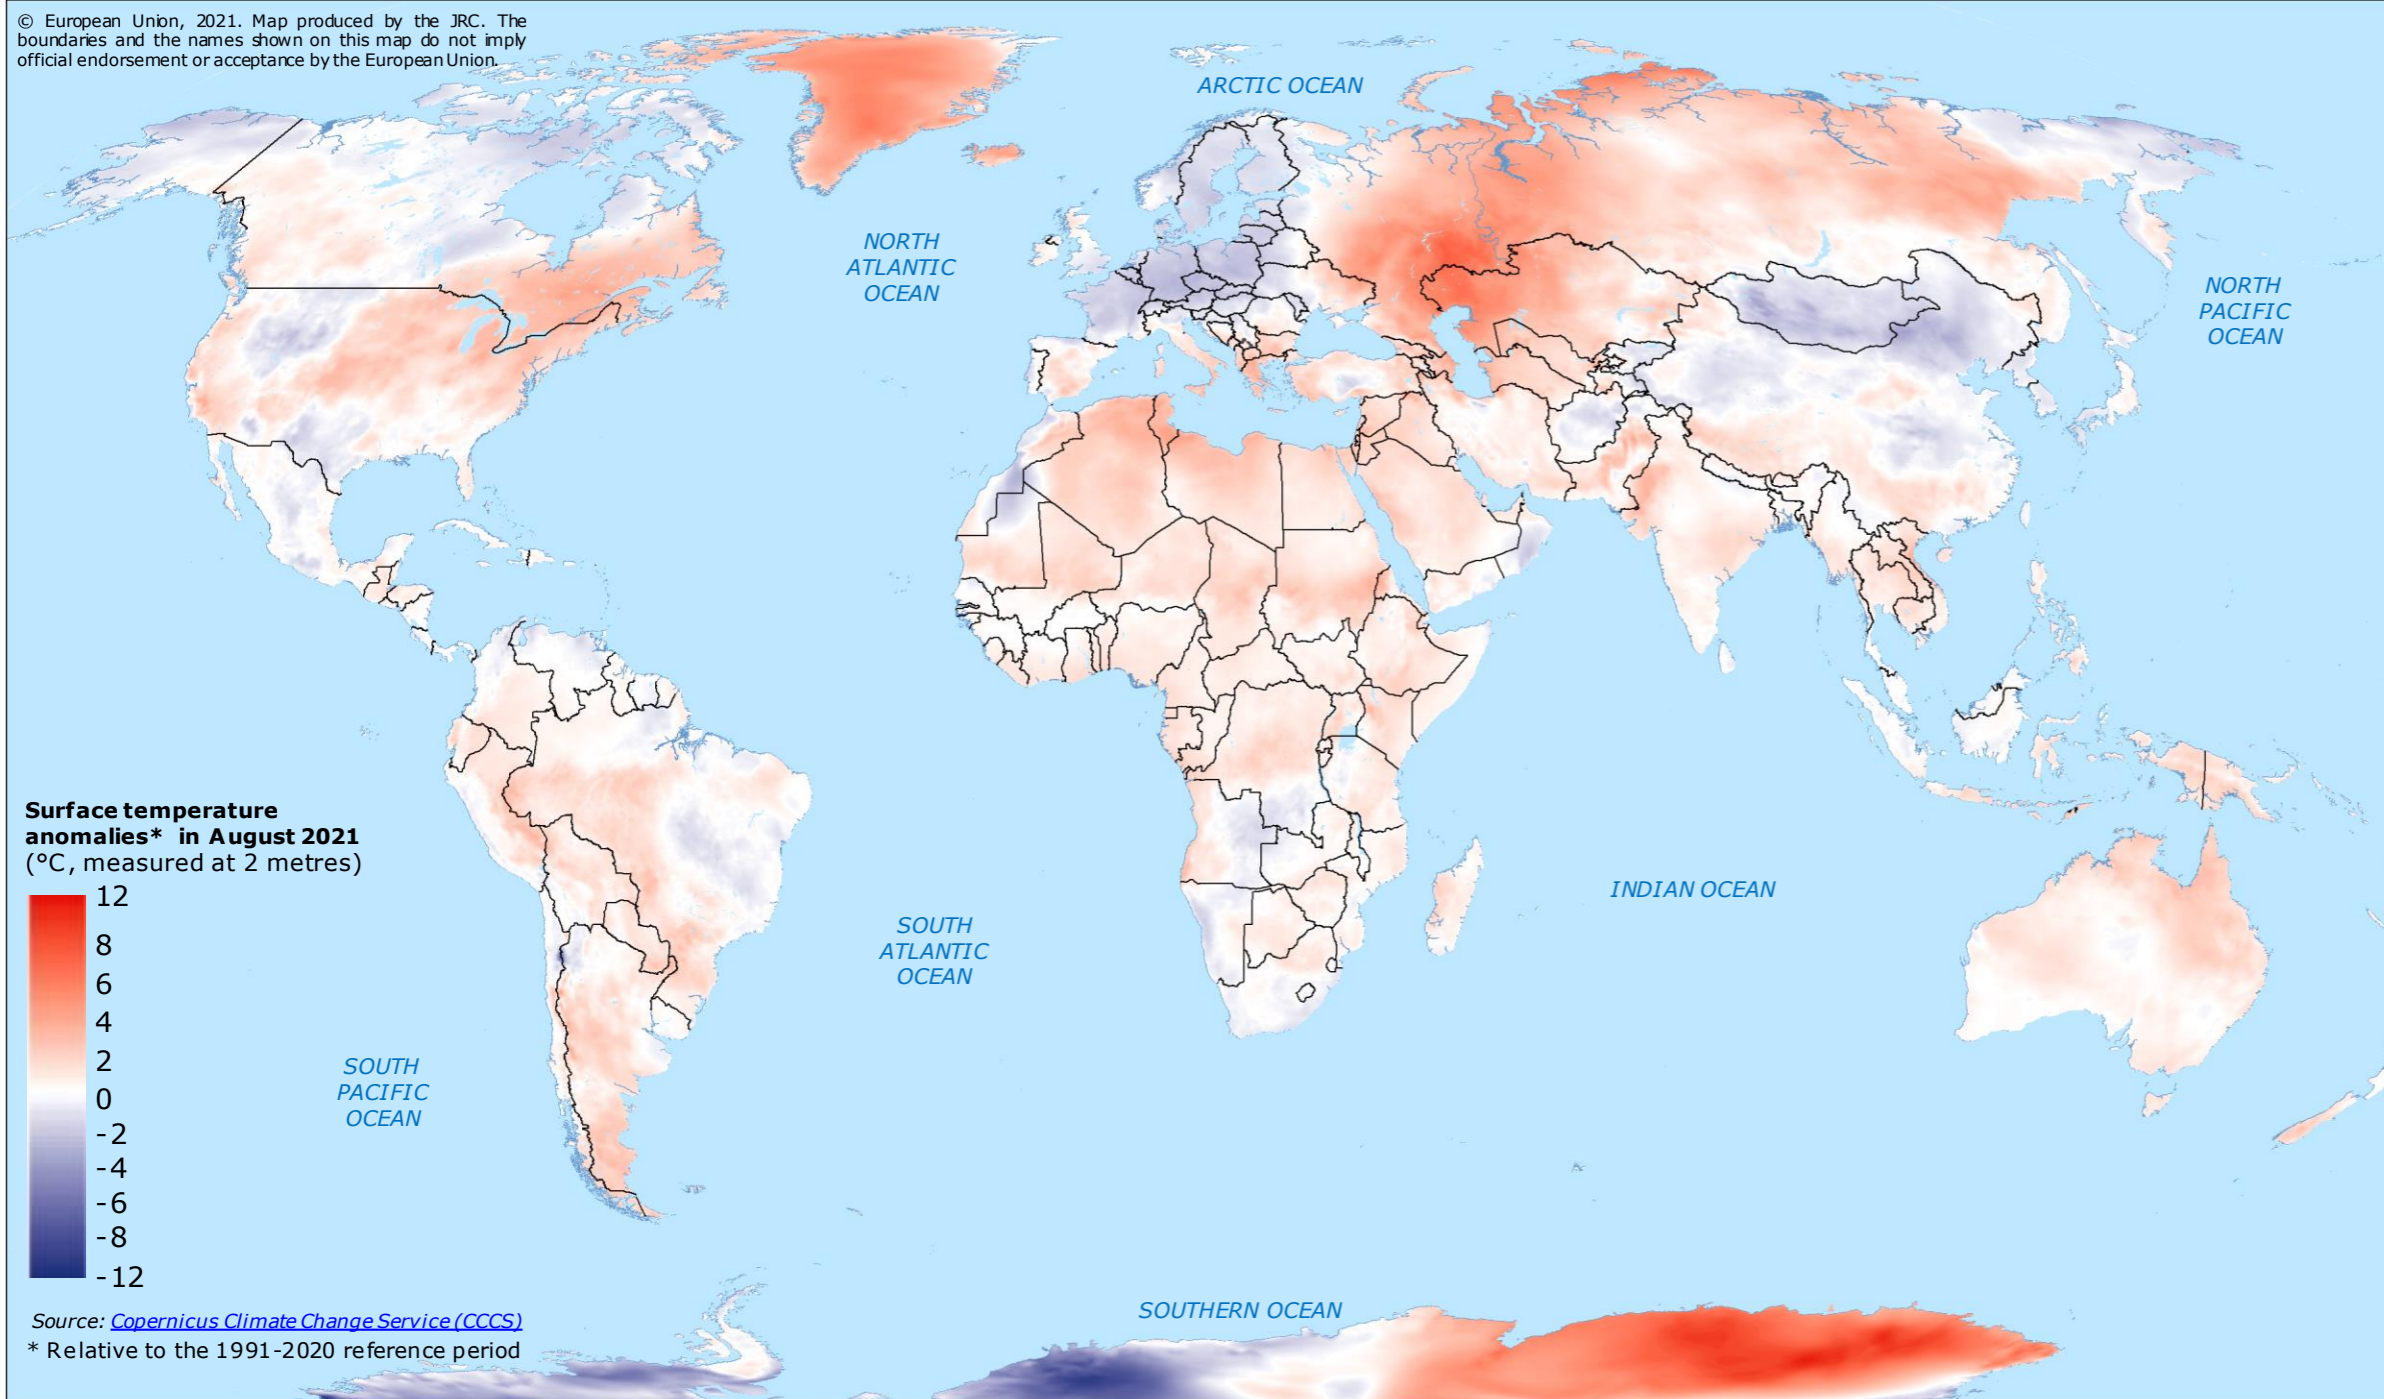 © European Union, 2021. Map produced by the JRC. The
boundaries and the names shown on this map do not imply
official endorsement or acceptance by the European Union.
ARCTIC OCEAN
NORTH
ATLANTIC
OCEAN
NORTH
PACIFIC
OCEAN
Surface temperature
anomalies* in August 2021
(°C, measured at 2 metres)
12
8
6
4
2
0
-2
-4
-6
-8
-12
INDIAN OCEAN
SOUTH
ATLANTIC
OCEAN
SOUTH
PACIFIC
OCEAN
SOUTHERN OCEAN
Source: Copernicus Climate Change Service (CCCS)
* Relative to the 1991-2020 reference period